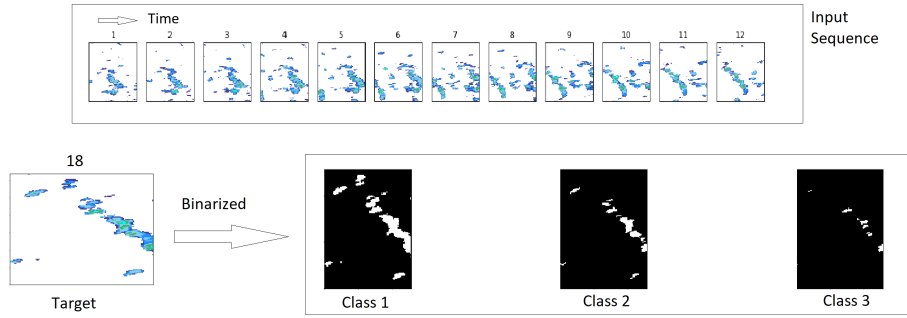 Time
Input
Sequence
1 2 3 4 5 6 7 8 9 10 11 12
18
Binarized
Target
Class 1 Class 2 Class 3